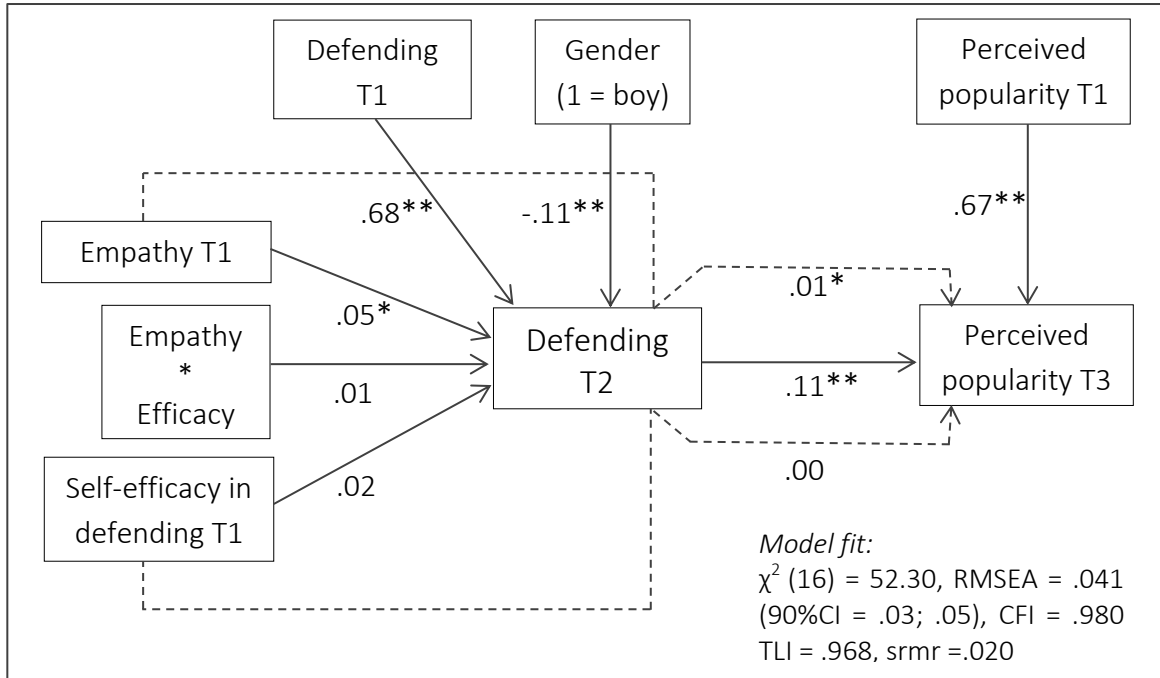 Defending
T1
Gender
(1 = boy)
Perceived
popularity T1
.68**
-.11**
.67**
Empathy T1
.05*
.01*
Empathy
*
Efficacy
.01
Defending
T2
.11**
Perceived
popularity T3
Self-efficacy in
defending T1
.02
.00
Model fit:
χ² (16) = 52.30, RMSEA = .041
(90%CI = .03; .05), CFI = .980
TLI = .968, srmr =.020